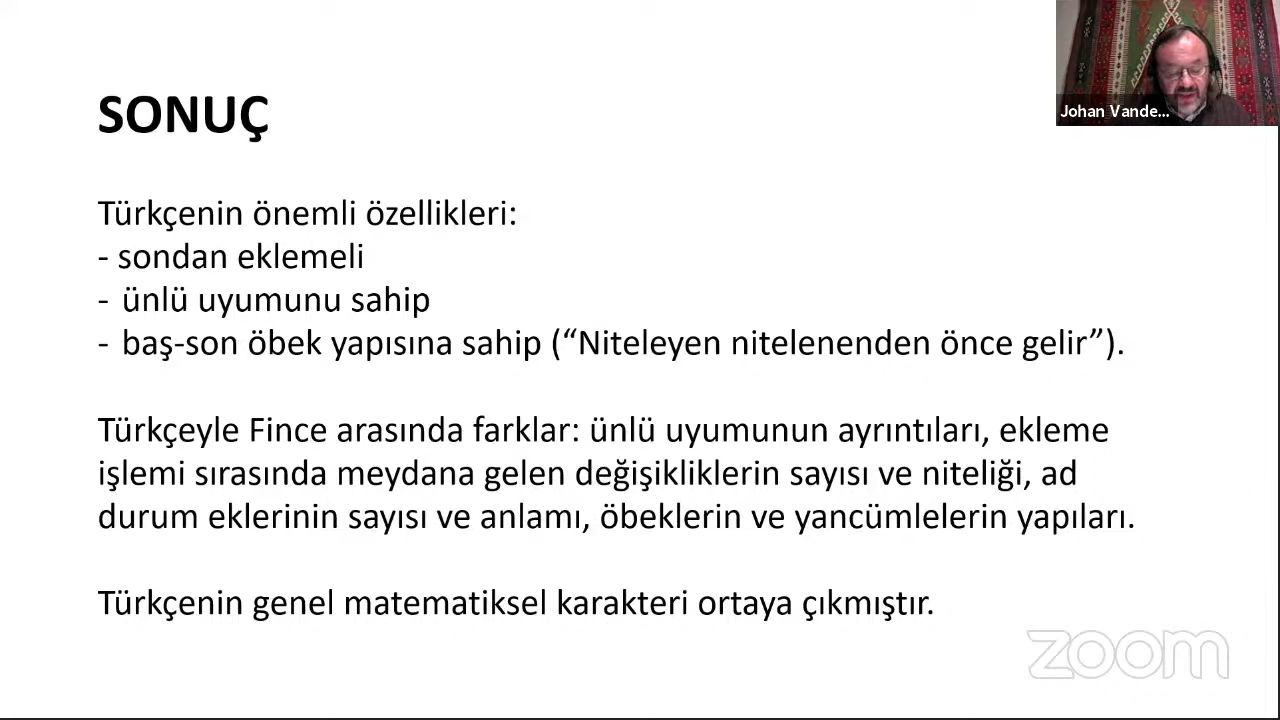 SONUÇ
Johan Vande...
Türkçenin önemli özellikleri:
- sondan eklemeli
- ünlü uyumunu sahip
- baş-son öbek yapısına sahip (“Niteleyen nitelenenden önce gelir”).
Türkçeyle Fince arasında farklar: ünlü uyumunun ayrıntıları, ekleme
işlemi sırasında meydana gelen değişikliklerin sayısı ve niteliği, ad
durum eklerinin sayısı ve anlamı, öbeklerin ve yancümlelerin yapıları.
Türkçenin genel matematiksel karakteri ortaya çıkmıştır.
zoom